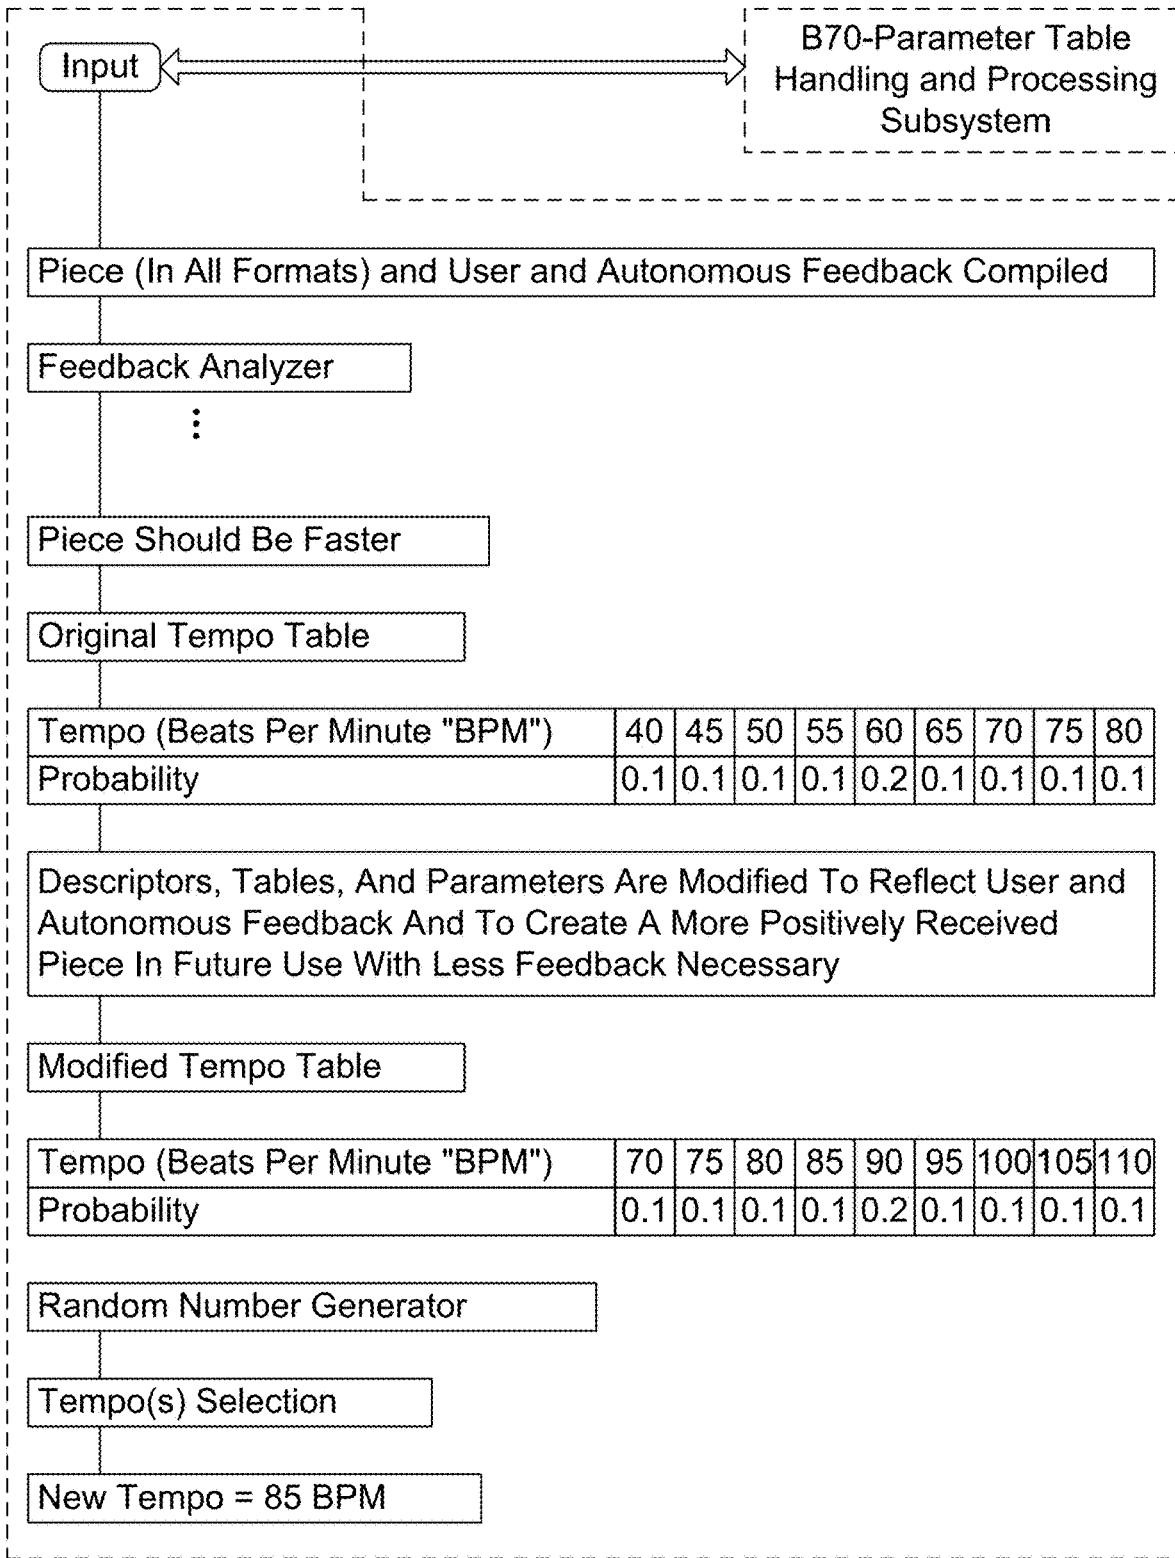 Input
B70-Parameter Table
Handling and Processing
Subsystem
Piece (In All Formats) and User and Autonomous Feedback Compiled
Feedback Analyzer
Piece Should Be Faster
Original Tempo Table
Tempo (Beats Per Minute "BPM") 40 45 50 55 60 65 70 75 80
Probability 0.1 0.1 0.1 0.1 0.2 0.1 0.1 0.1 0.1
Descriptors, Tables, And Parameters Are Modified To Reflect User and
Autonomous Feedback And To Create A More Positively Received
Piece In Future Use With Less Feedback Necessary
Modified Tempo Table
Tempo (Beats Per Minute "BPM") 70 75 80 85 90 95 100 105 110
Probability 0.1 0.1 0.1 0.1 0.2 0.1 0.1 0.1 0.1
Random Number Generator
Tempo(s) Selection
New Tempo = 85 BPM